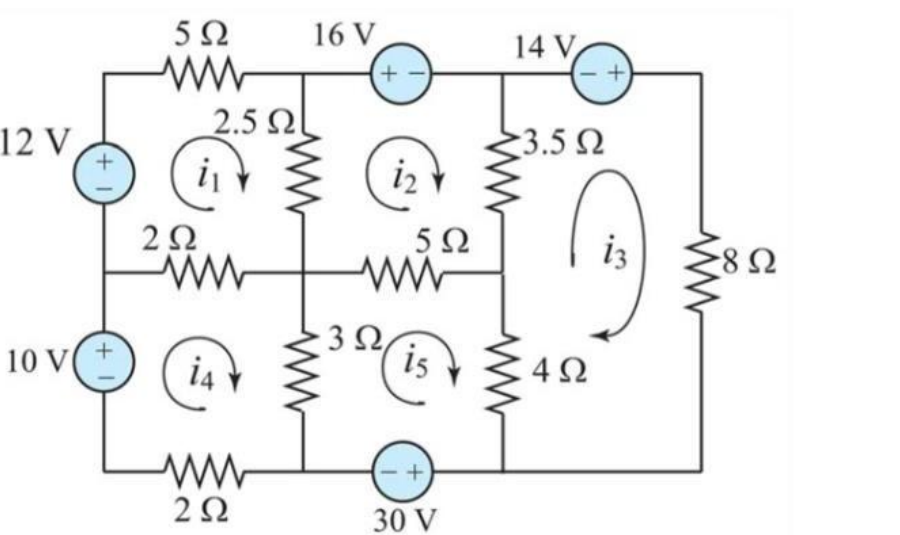 5 Ω
16 V
14 V
+ −
− +
12 V
2.5 Ω
3.5 Ω
+
−
i1
i2
2 Ω
5 Ω
i3
8 Ω
10 V
+
−
3 Ω
i4
i5
4 Ω
− +
2 Ω
30 V